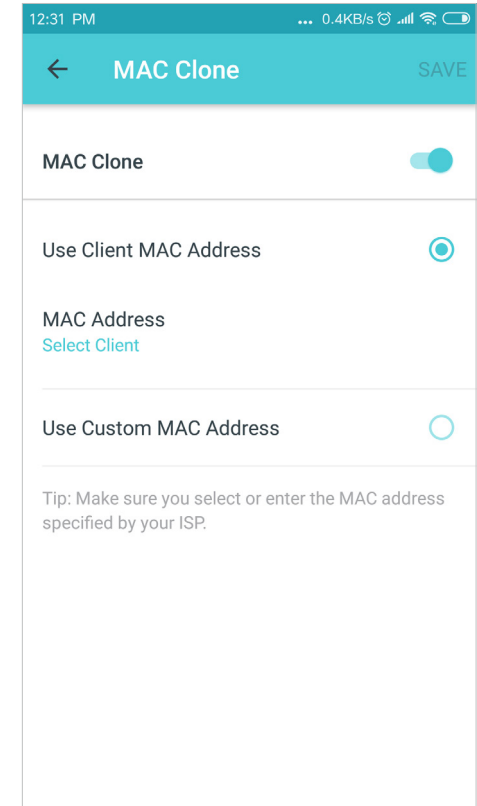 12:31 PM ... 0.4KB/s
MAC Clone SAVE
MAC Clone
Use Client MAC Address
MAC Address
Select Client
Use Custom MAC Address
Tip: Make sure you select or enter the MAC address
specified by your ISP.